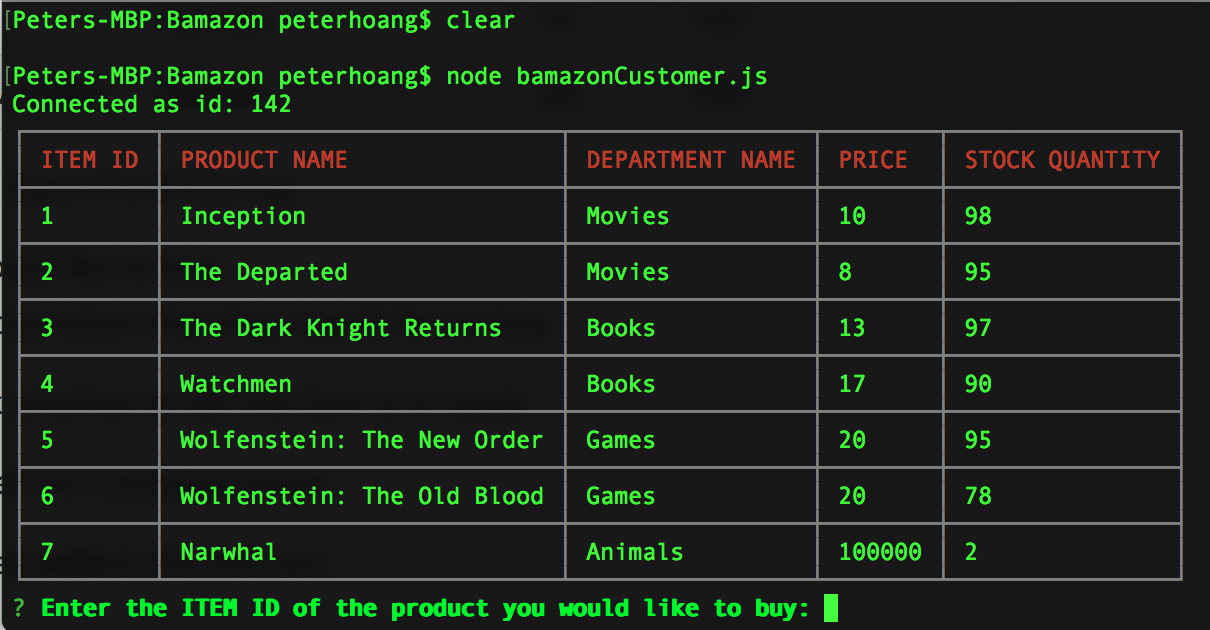 [Peters-MBP:Bamazon peterhoang$ clear
[Peters-MBP:Bamazon peterhoang$ node bamazonCustomer.js
Connected as id: 142
ITEM ID PRODUCT NAME DEPARTMENT NAME PRICE STOCK QUANTITY
1 Inception Movies 10 98
2 The Departed Movies 8 95
3 The Dark Knight Returns Books 13 97
4 Watchmen Books 17 90
5 Wolfenstein: The New Order Games 20 95
6 Wolfenstein: The Old Blood Games 20 78
7 Narwhal Animals 100000 2
? Enter the ITEM ID of the product you would like to buy: